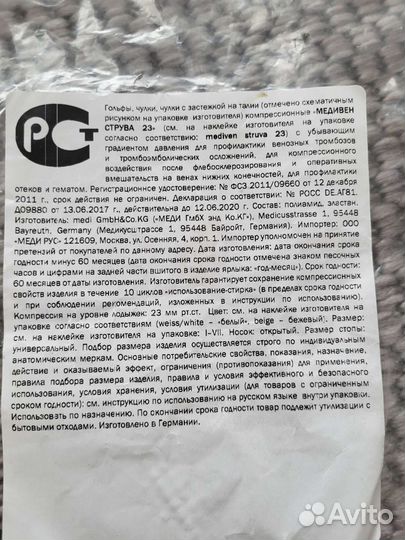 Гольфы, чулки, чулки с застежкой на талии (отмечено схематичным
рисунком на упаковке изготовителя) компрессионные «МЕДИВЕН
СТРУВА 23» (см. на наклейке изготовителя на упаковке
согласно соответствию: mediven struva 23) с убывающим
градиентом давления для профилактики венозных тромбозов
и тромбоэмболических осложнений, для компрессионного
воздействия после флебосклерозирования и оперативных
вмешательств на венах нижних конечностей, для профилактики
отеков и гематом. Регистрационное удостоверение: № ФСЗ 2011/09660 от 12 декабря
2011 г., срок действия не ограничен. Декларация о соответствии: № РОСС DE.АГ81.
Д09880 от 13.06.2017 г., действительно до 12.06.2020 г. Состав: полиамид, эластан.
Изготовитель: medi GmbH&Co.KG («МЕДИ ГмбХ энд Ко.КГ»), Medicusstrasse 1, 95448
Bayreuth, Germany (Медикусштрассе 1, 95448, Байройт, Германия). Импортер: ООО
«МЕДИ РУС» 121609, Москва, ул. Осенняя, 4, корп. 1. Импортер уполномочен на принятие
претензий от покупателей по данному адресу. Дата изготовления: дата окончания срока
годности минус 60 месяцев (дата окончания срока годности отмечена знаком песочных
часов и цифрами на задней части вшитого в изделие ярлыка: «год-месяц»). Срок годности:
60 месяцев от даты изготовления. Изготовитель гарантирует сохранение компрессионных
свойств изделия в течение 10 циклов «использование-стирка» (в пределах срока годности
и при соблюдении рекомендаций, изложенных в инструкции по использованию).
Компрессия на уровне лодыжек: 23 мм рт.ст. Цвет: см. на наклейке изготовителя на
упаковке согласно соответствиям (weiss/white – «белый», beige – бежевый). Размер:
см. на наклейке изготовителя на упаковке: I–VII. Носок: открытый. Размер стопы:
универсальный. Подбор размера изделия осуществляется строго по индивидуальным
анатомическим меркам. Основные потребительские свойства, показания, назначение,
действие и оказываемый эффект, ограничения (противопоказания) для применения,
правила подбора размера изделия, правила и условия эффективного и безопасного
использования, условия хранения, условия утилизации (для товаров с ограниченным
сроком годности): см. инструкцию по использованию на русском языке внутри упаковки.
Использовать по назначению. По окончании срока годности товар подлежит утилизации с
бытовыми отходами. Изготовлено в Германии.
Avito